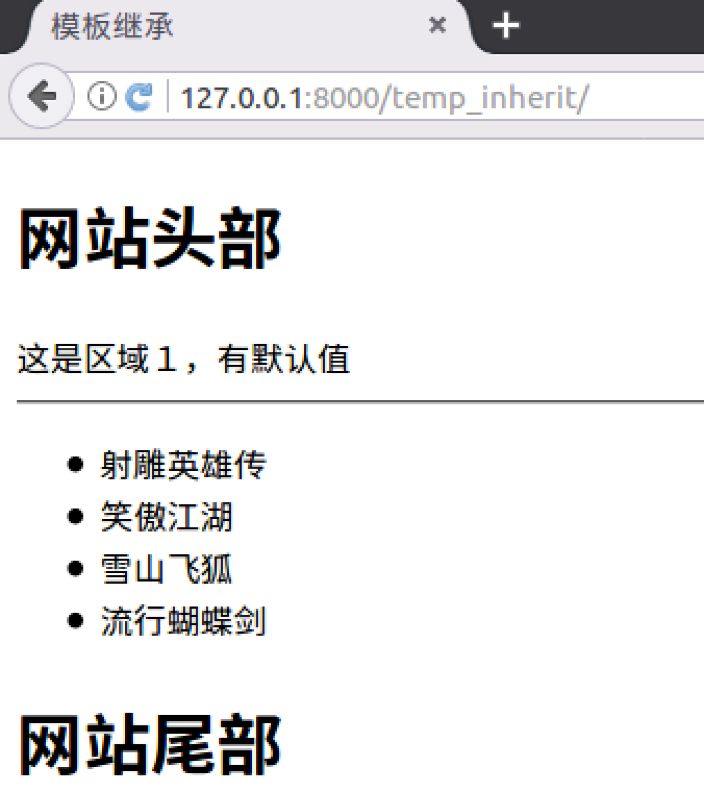 模板继承
127.0.0.1:8000/temp_inherit/
网站头部
这是区域１，有默认值
射雕英雄传
笑傲江湖
雪山飞狐
流行蝴蝶剑
网站尾部